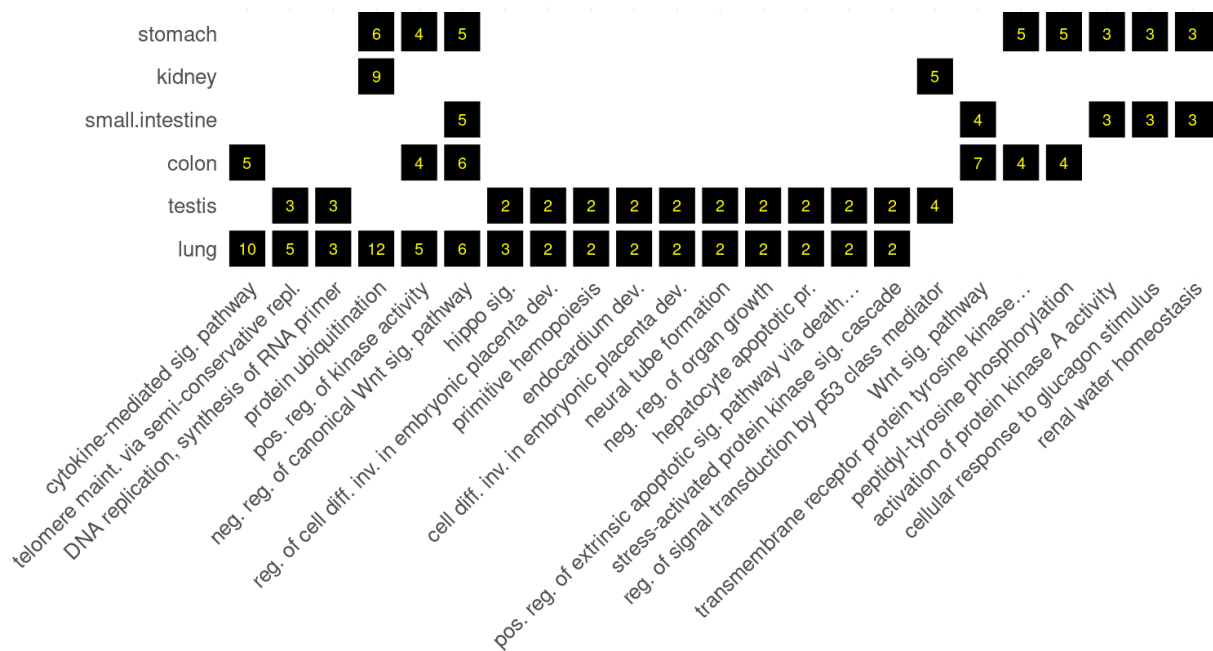 stomach 6 4 5 5 5 3 3 3
kidney 9 5
small.intestine 5 4 3 3 3
colon 5 4 6 7 4 4
testis 3 3 2 2 2 2 2 2 2 2 2 2 4
lung 10 5 3 12 5 6 3 2 2 2 2 2 2 2 2 2
cytokine-mediated sig. pathway
telomere maint. via semi-conservative repl.
DNA replication, synthesis of RNA primer
protein ubiquitination
pos. reg. of kinase activity
neg. reg. of canonical Wnt sig. pathway
hippo sig.
reg. of cell diff. inv. in embryonic placenta dev.
primitive hemopoiesis
endocardium dev.
cell diff. inv. in embryonic placenta dev.
neural tube formation
neg. reg. of organ growth
hepatocyte apoptotic pr.
pos. reg. of extrinsic apoptotic sig. pathway via death...
stress-activated protein kinase sig. cascade
reg. of signal transduction by p53 class mediator
Wnt sig. pathway
transmembrane receptor protein tyrosine kinase...
peptidyl-tyrosine phosphorylation
activation of protein kinase A activity
cellular response to glucagon stimulus
renal water homeostasis